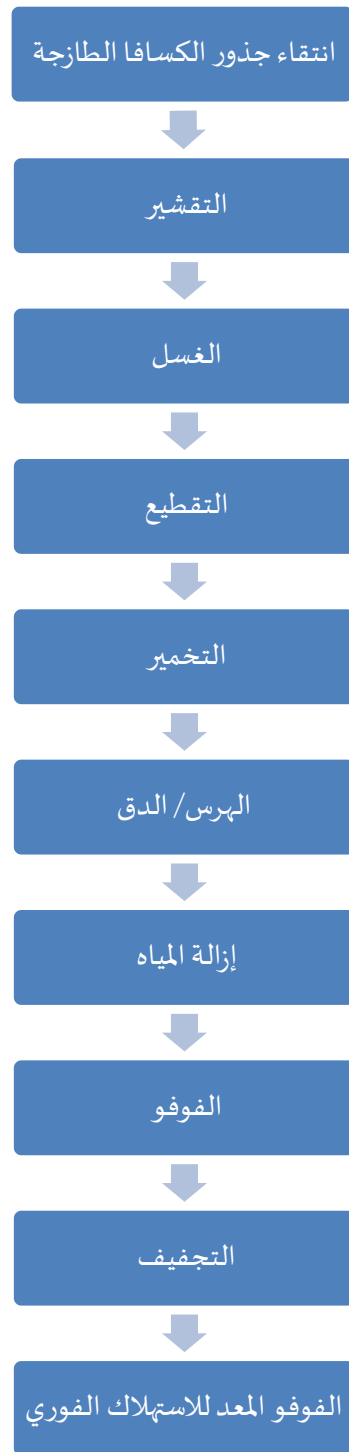 انتقاء جذور الكسافا الطازجة
التقشير
الغسل
التقطيع
التخمير
الهرس/ الدق
إزالة المياه
الفوفو
التجفيف
الفوفو المعد للاستهلاك الفوري